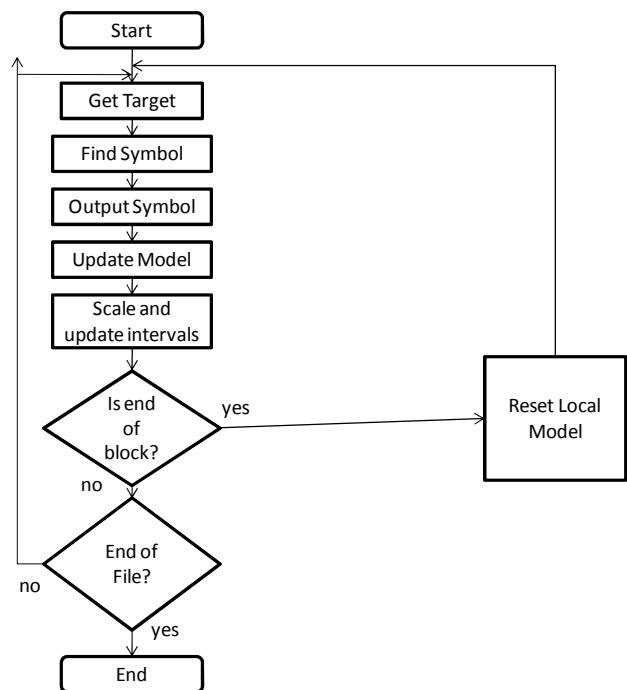 Start
Get Target
Find Symbol
Output Symbol
Update Model
Scale and
update intervals
Is end
of
block?
yes
Reset Local
Model
no
End of
File?
no
yes
End